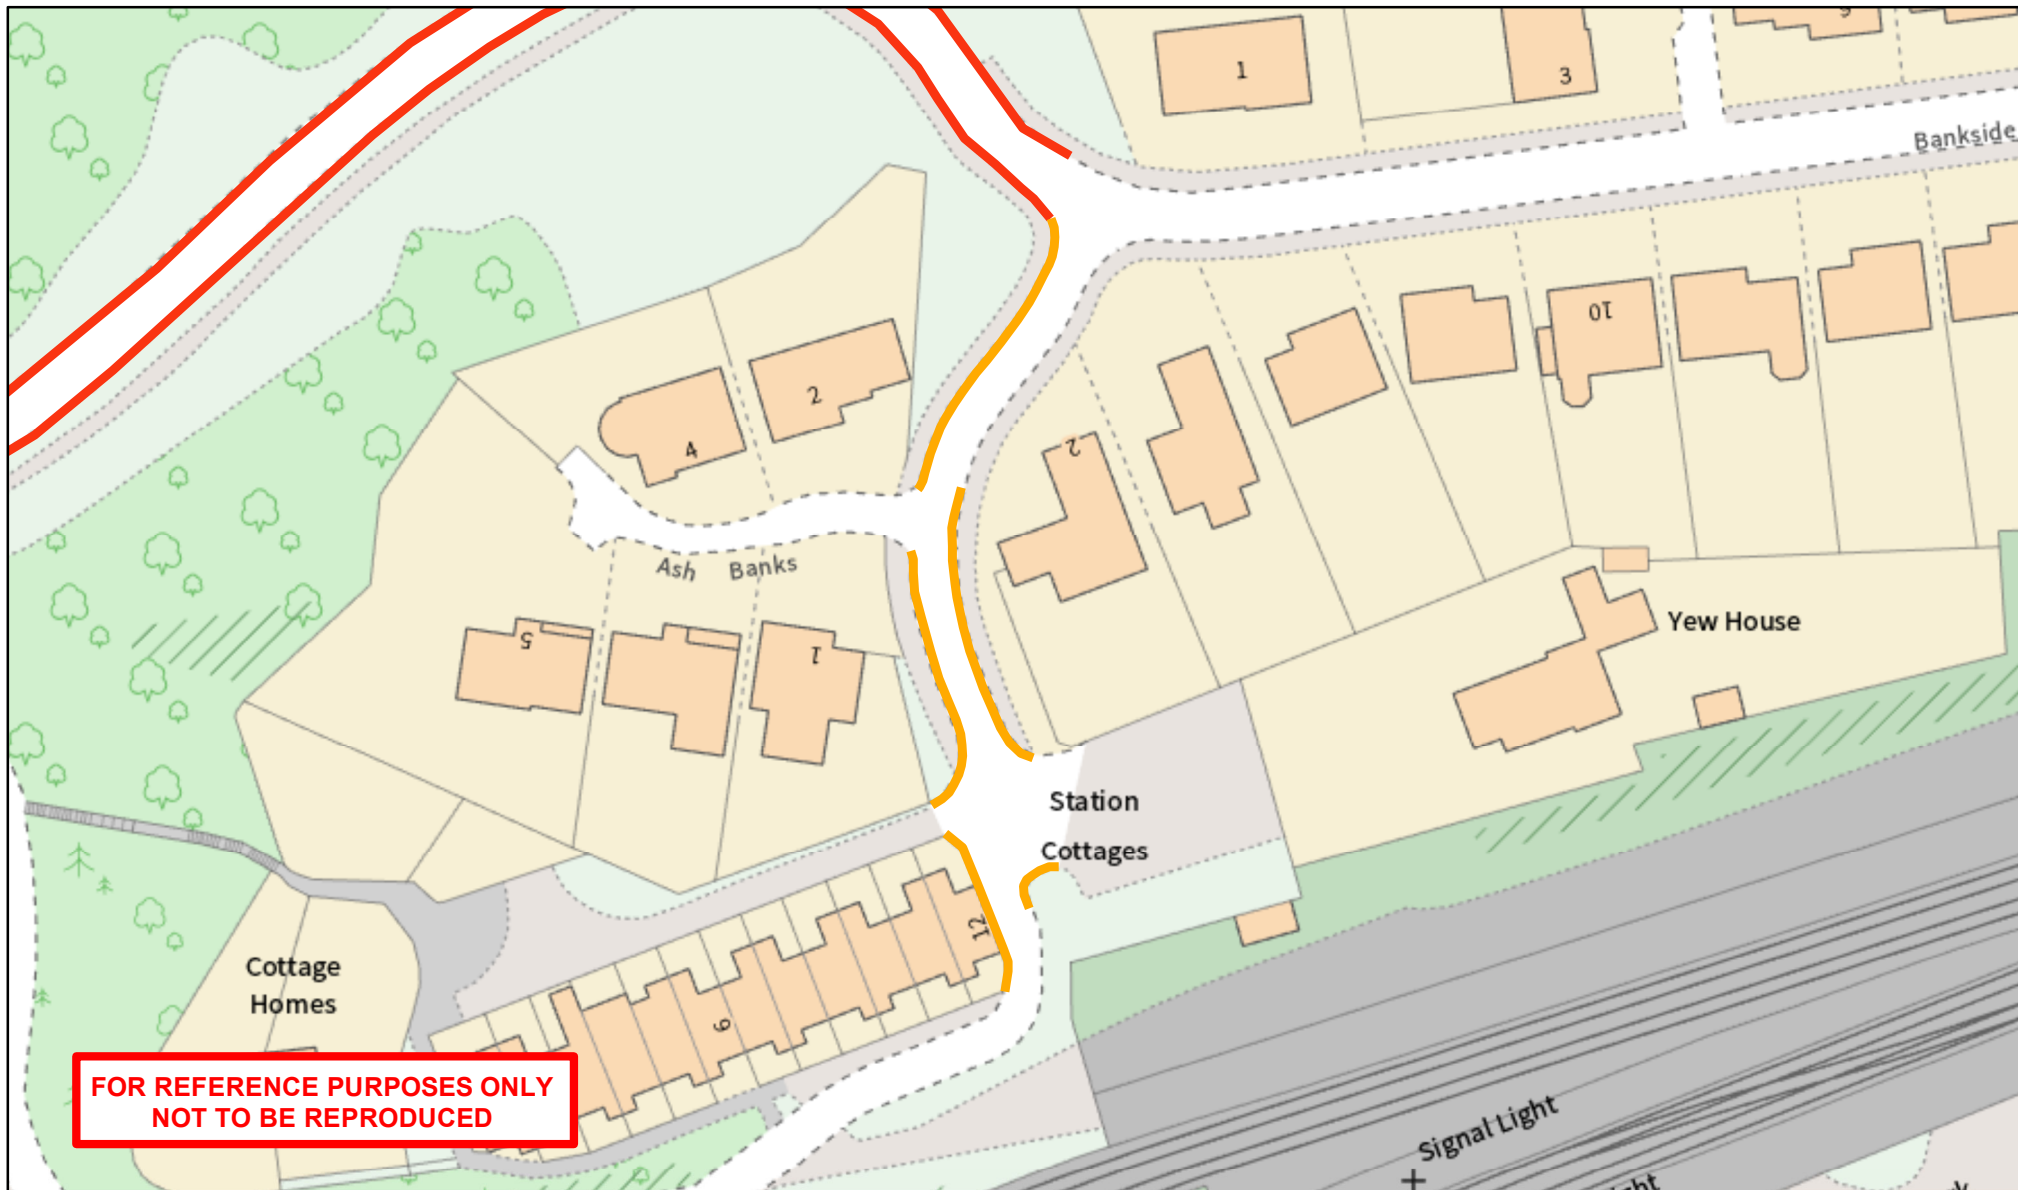 1
3
Bankside
10
2
4
2
Ash Banks
5
1
Yew House
Station
Cottages
12
Cottage
Homes
9
FOR REFERENCE PURPOSES ONLY
NOT TO BE REPRODUCED
Signal Light